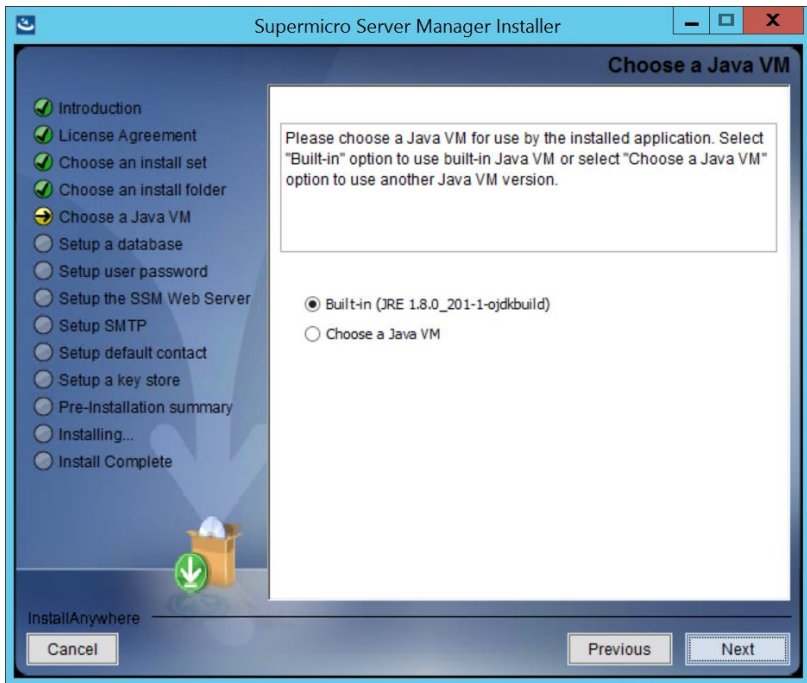 Supermicro Server Manager Installer
Choose a Java VM
Introduction
License Agreement
Choose an install set
Choose an install folder
Choose a Java VM
Setup a database
Setup user password
Setup the SSM Web Server
Setup SMTP
Setup default contact
Setup a key store
Pre-Installation summary
Installing...
Install Complete
Please choose a Java VM for use by the installed application. Select
"Built-in" option to use built-in Java VM or select "Choose a Java VM"
option to use another Java VM version.
Built-in (JRE 1.8.0_201-1-ojdkbuild)
Choose a Java VM
InstallAnywhere
Cancel
Previous
Next